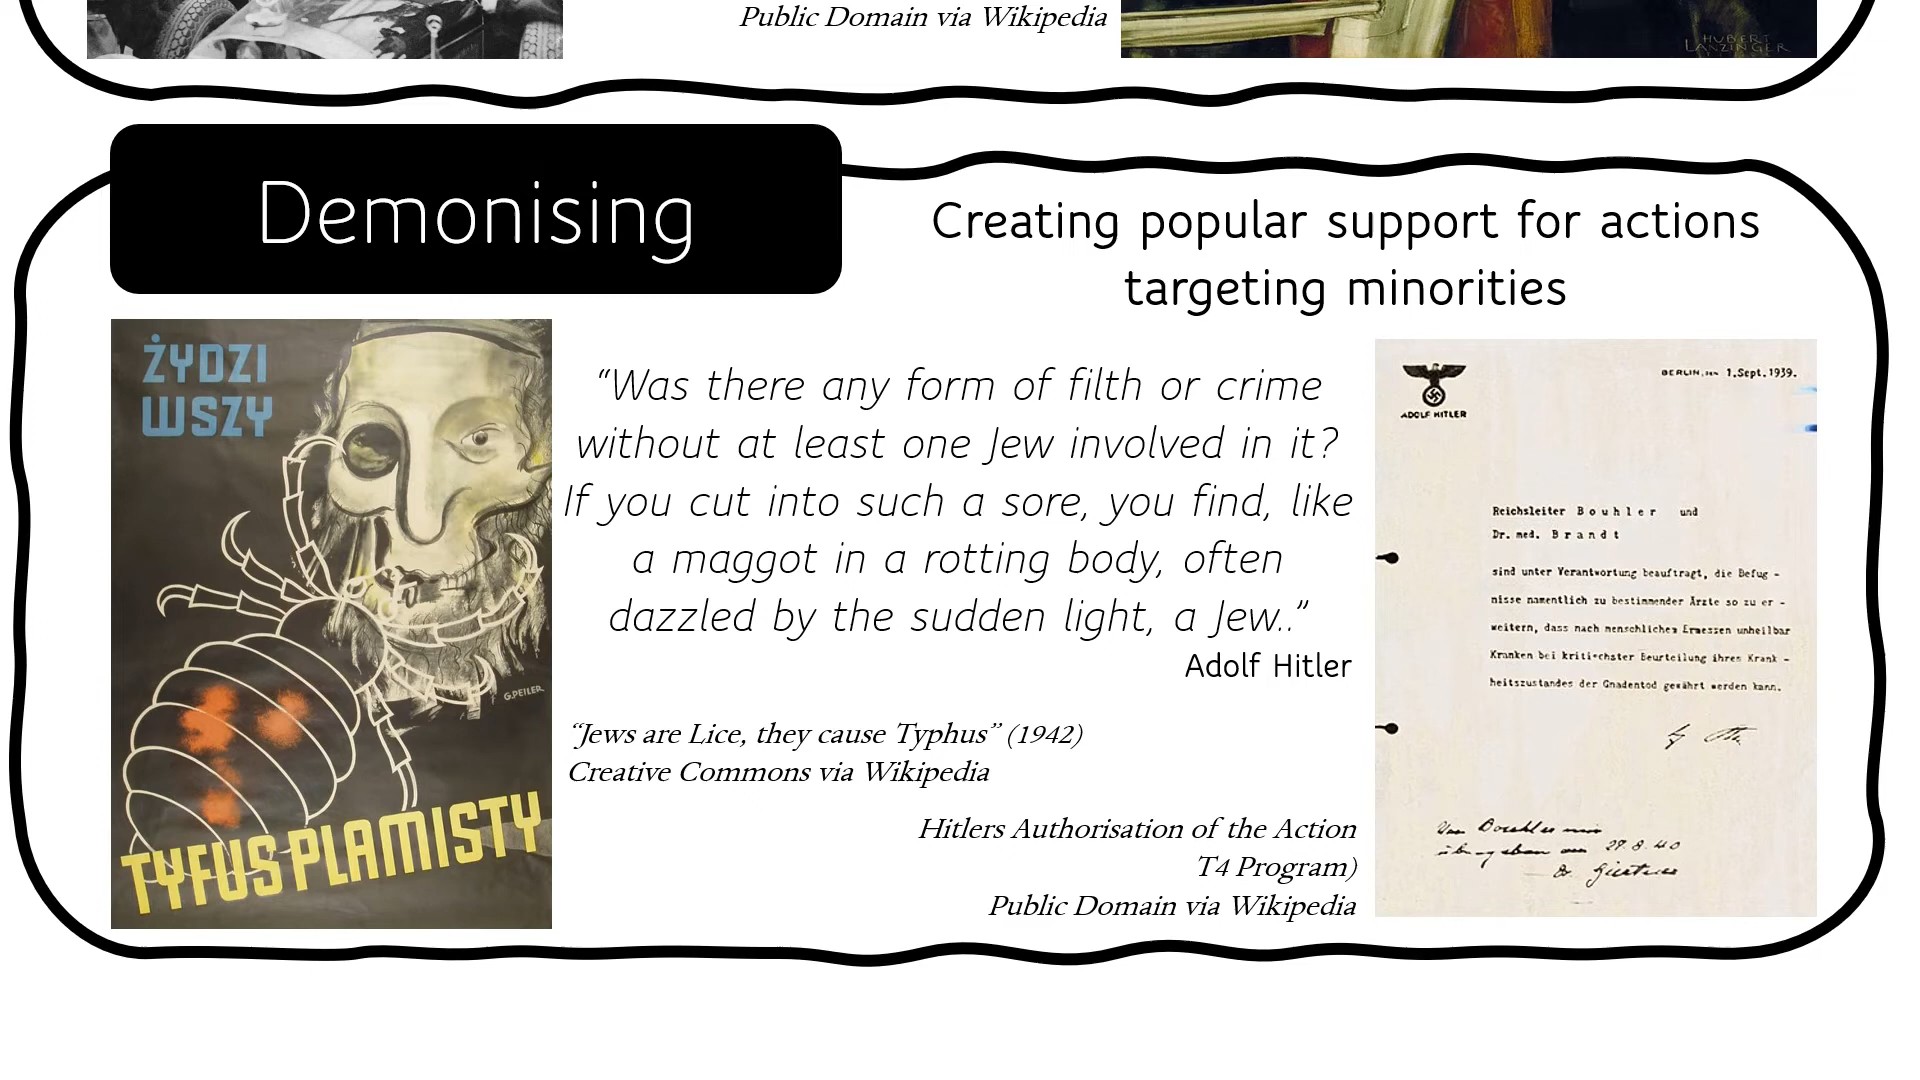 Public Domain via Wikipedia
HUBERT
LANZINGER
Demonising
Creating popular support for actions
targeting minorities
ŻYDZI
WSZY
G.PEILER
TYFUS PLAMISTY
“Was there any form of filth or crime
without at least one Jew involved in it?
If you cut into such a sore, you find, like
a maggot in a rotting body, often
dazzled by the sudden light, a Jew..”
Adolf Hitler
“Jews are Lice, they cause Typhus” (1942)
Creative Commons via Wikipedia
Hitlers Authorisation of the Action
T4 Program)
Public Domain via Wikipedia
ADOLF HITLER
BERLIN, den 1.Sept.1939.
Reichsleiter Bouhler und
Dr. med. Brandt
sind unter Verantwortung beauftragt, die Befug -
nisse namentlich zu bestimmender Ärzte so zu er -
weitern, dass nach menschlichem Ermessen unheilbar
Kranken bei kritischster Beurteilung ihres Krank -
heitszustandes der Gnadentod gewährt werden kann.
27.8.40